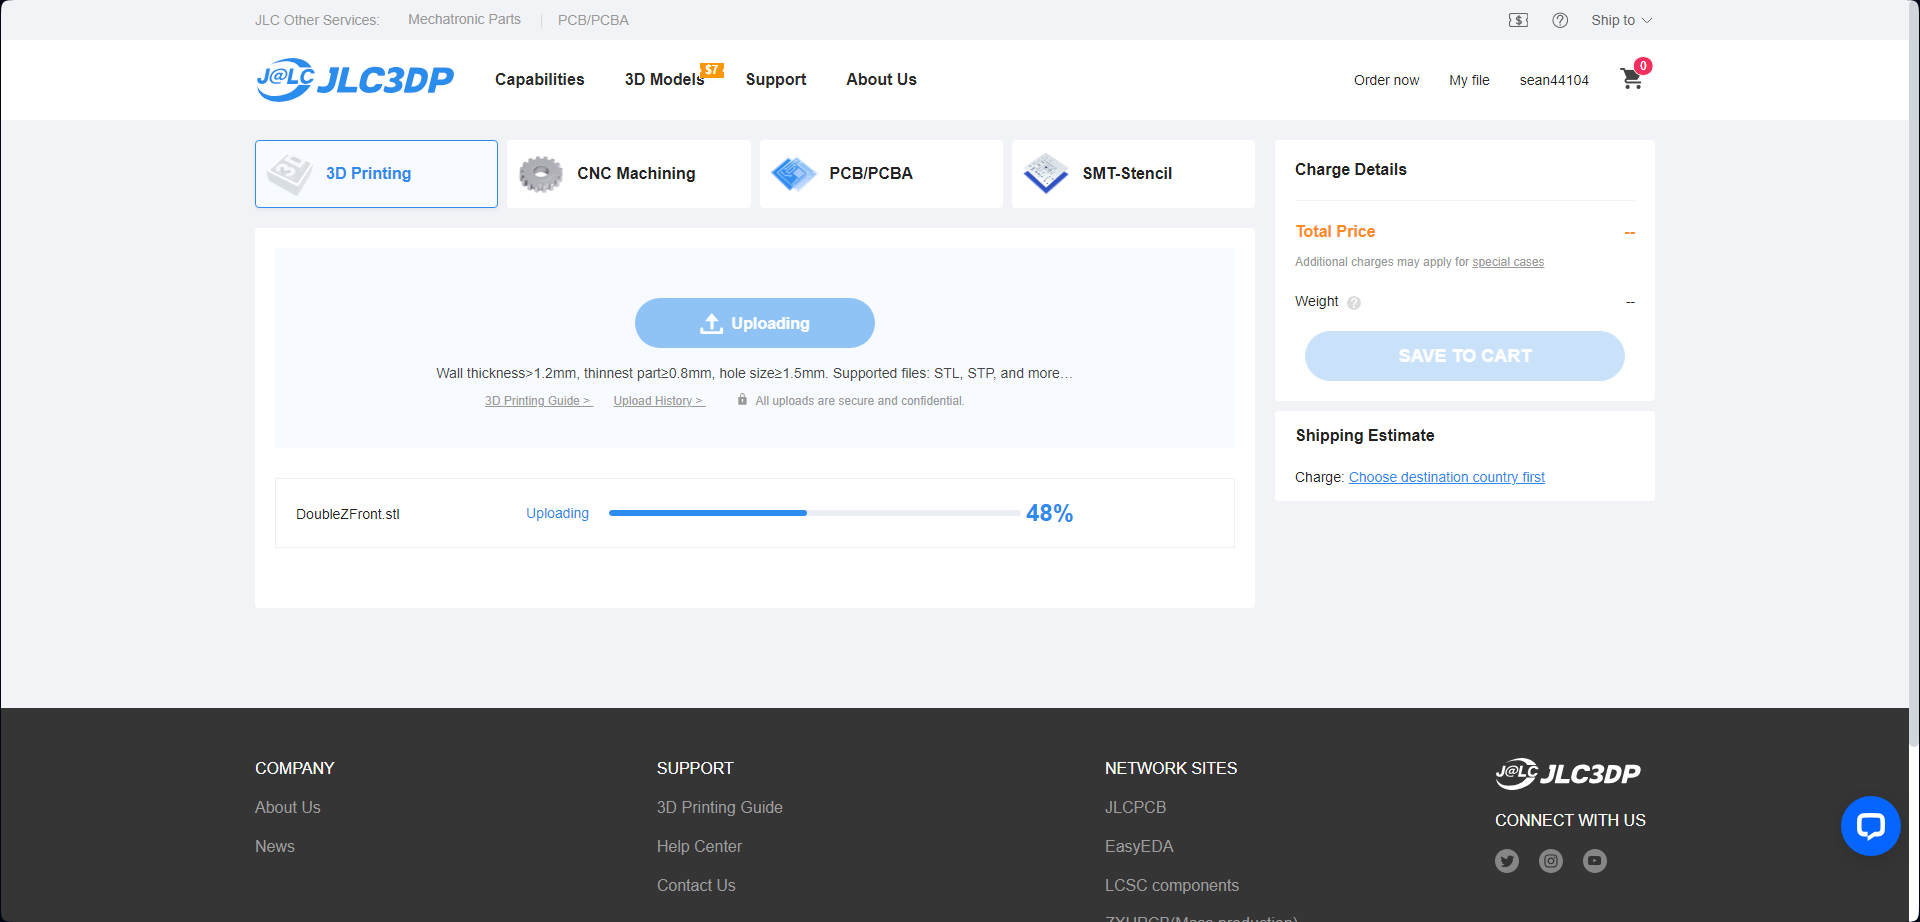 JLC Other Services: Mechatronic Parts PCB/PCBA Ship to
J@LC JLC3DP Capabilities 3D Models $7 Support About Us Order now My file sean44104 0
3D Printing CNC Machining PCB/PCBA SMT-Stencil
Uploading
Wall thickness>1.2mm, thinnest part≥0.8mm, hole size≥1.5mm. Supported files: STL, STP, and more…
3D Printing Guide > Upload History > All uploads are secure and confidential.
DoubleZFront.stl Uploading 48%
Charge Details
Total Price --
Additional charges may apply for special cases
Weight ? --
SAVE TO CART
Shipping Estimate
Charge: Choose destination country first
COMPANY
About Us
News
SUPPORT
3D Printing Guide
Help Center
Contact Us
NETWORK SITES
JLCPCB
EasyEDA
LCSC components
ZXHPCB(Mass production)
J@LC JLC3DP
CONNECT WITH US